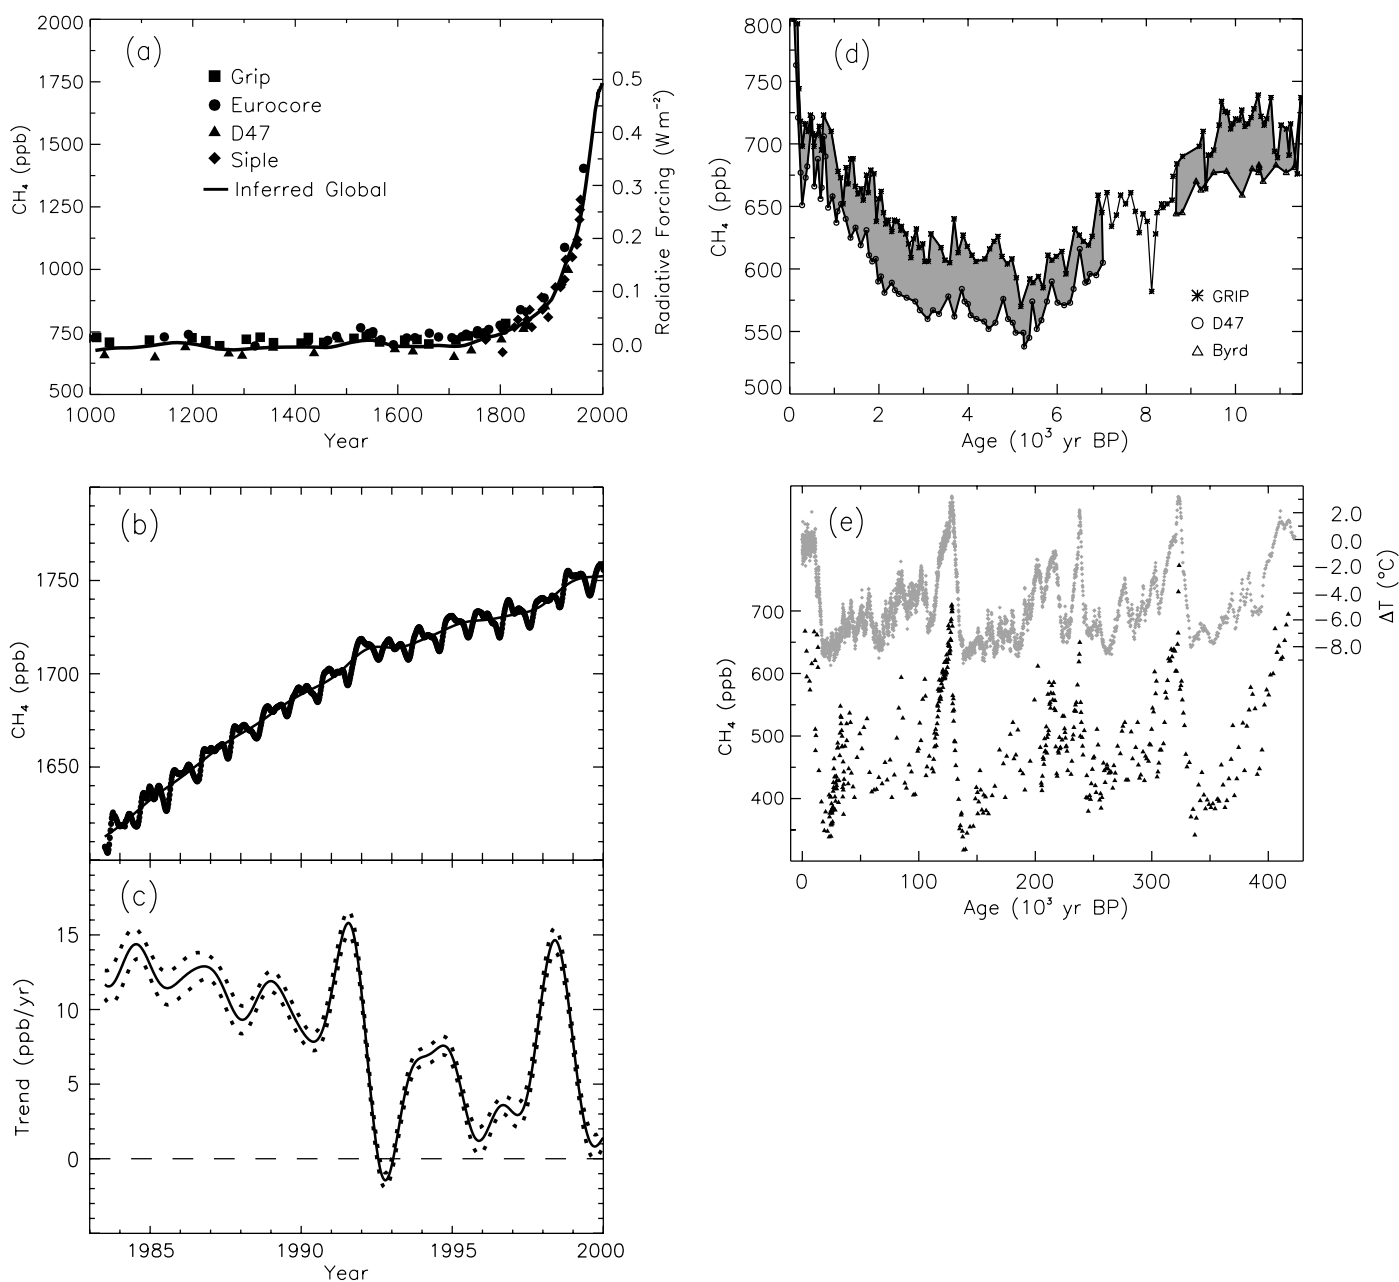 (a)
2000
1750
1500
1250
1000
750
500
CH₄ (ppb)
Grip
Eurocore
D47
Siple
Inferred Global
0.5
0.4
0.3
0.2
0.1
0.0
Radiative Forcing (Wm⁻²)
1000 1200 1400 1600 1800 2000
Year
(d)
800
750
700
650
600
550
500
CH₄ (ppb)
GRIP
D47
Byrd
0 2 4 6 8 10
Age (10³ yr BP)
(b)
1750
1700
1650
CH₄ (ppb)
(c)
15
10
5
0
Trend (ppb/yr)
1985 1990 1995 2000
Year
(e)
700
600
500
400
CH₄ (ppb)
2.0
0.0
−2.0
−4.0
−6.0
−8.0
ΔT (°C)
0 100 200 300 400
Age (10³ yr BP)